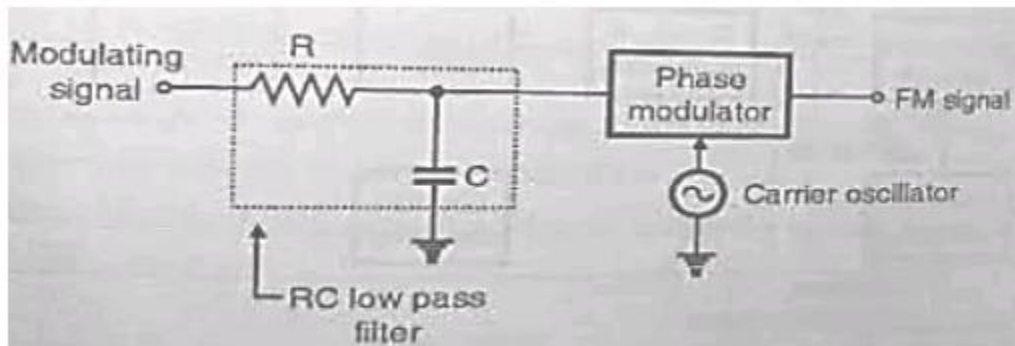 Modulating
signal
R
Phase
modulator
FM signal
C
Carrier oscillator
RC low pass
filter